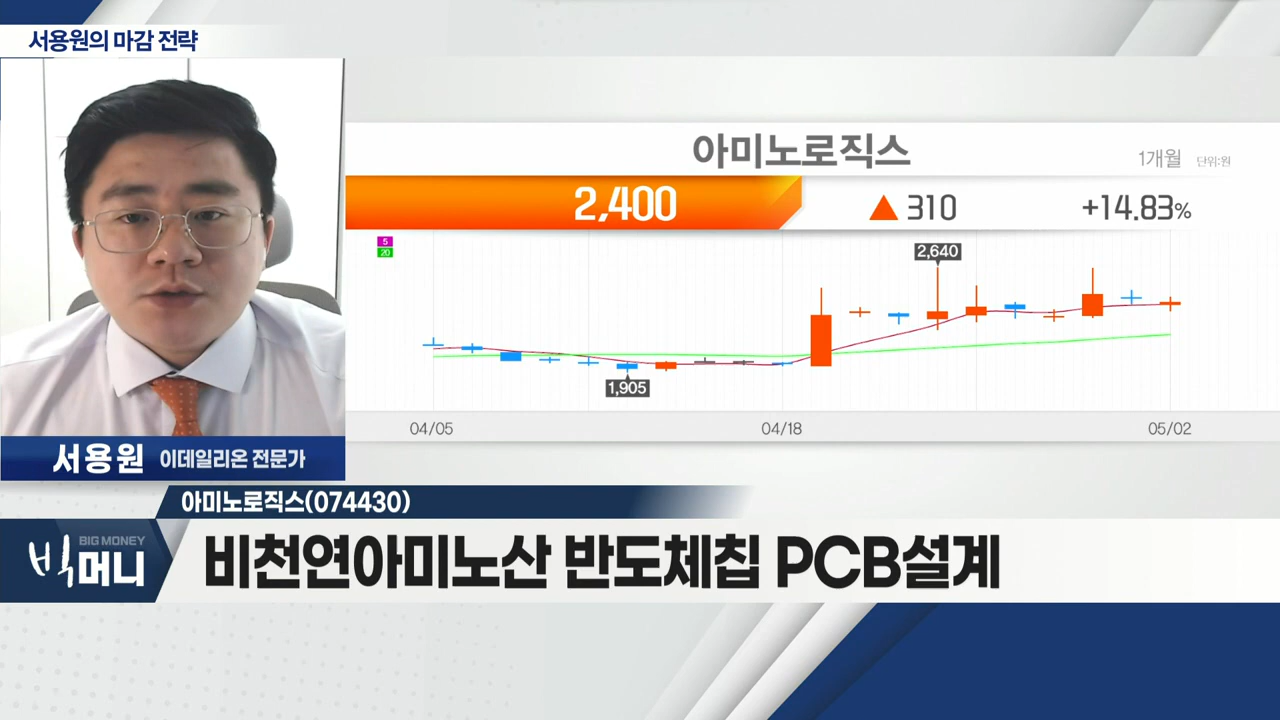 서용원의 마감 전략
아미노로직스
1개월 단위:원
2,400 ▲ 310 +14.83%
5
20
2,640
1,905
04/05 04/18 05/02
서용원 이데일리온 전문가
아미노로직스(074430)
BIG MONEY
빅머니
비천연아미노산 반도체칩 PCB설계